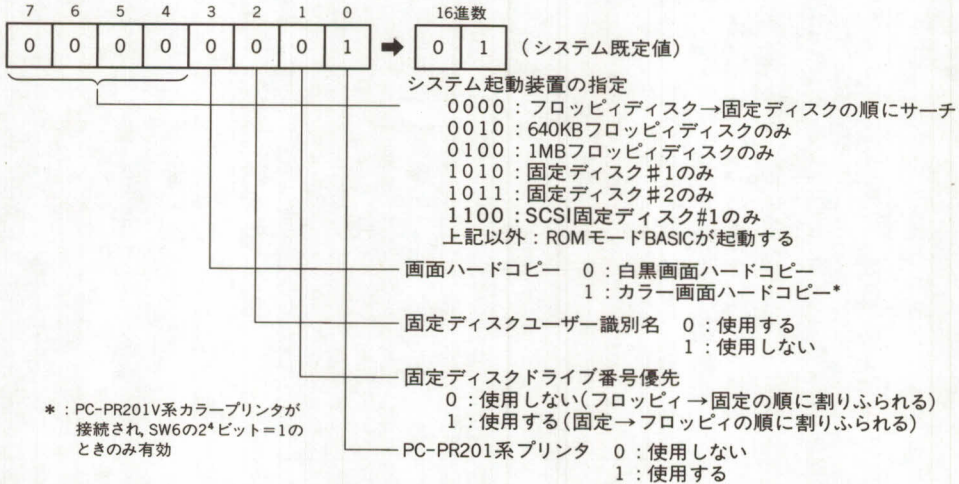 7 6 5 4 3 2 1 0 16進数
0 0 0 0 0 0 0 1 ➡ 0 1 (システム既定値)
システム起動装置の指定
0000：フロッピィディスク→固定ディスクの順にサーチ
0010：640KBフロッピィディスクのみ
0100：1MBフロッピィディスクのみ
1010：固定ディスク＃1のみ
1011：固定ディスク＃2のみ
1100：SCSI固定ディスク#1のみ
上記以外：ROMモードBASICが起動する
画面ハードコピー 0：白黒画面ハードコピー
1：カラー画面ハードコピー*
固定ディスクユーザー識別名 0：使用する
1：使用しない
固定ディスクドライブ番号優先
0：使用しない(フロッピィ→固定の順に割りふられる)
1：使用する(固定→フロッピィの順に割りふられる)
PC-PR201系プリンタ 0：使用しない
1：使用する
*：PC-PR201V系カラープリンタが
接続され, SW6の2⁴ビット＝1の
ときのみ有効